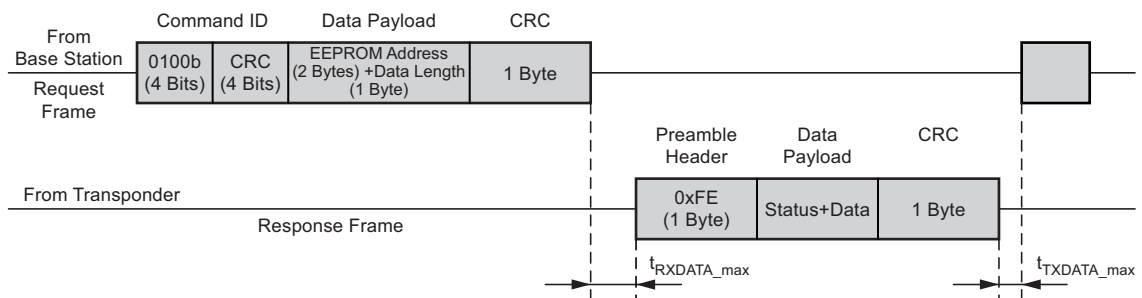 Command ID
Data Payload
CRC
From
Base Station
Request
Frame
0100b
(4 Bits)
CRC
(4 Bits)
EEPROM Address
(2 Bytes) +Data Length
(1 Byte)
1 Byte
Preamble
Header
Data
Payload
CRC
From Transponder
Response Frame
0xFE
(1 Byte)
Status+Data
1 Byte
tRXDATA_max
tTXDATA_max